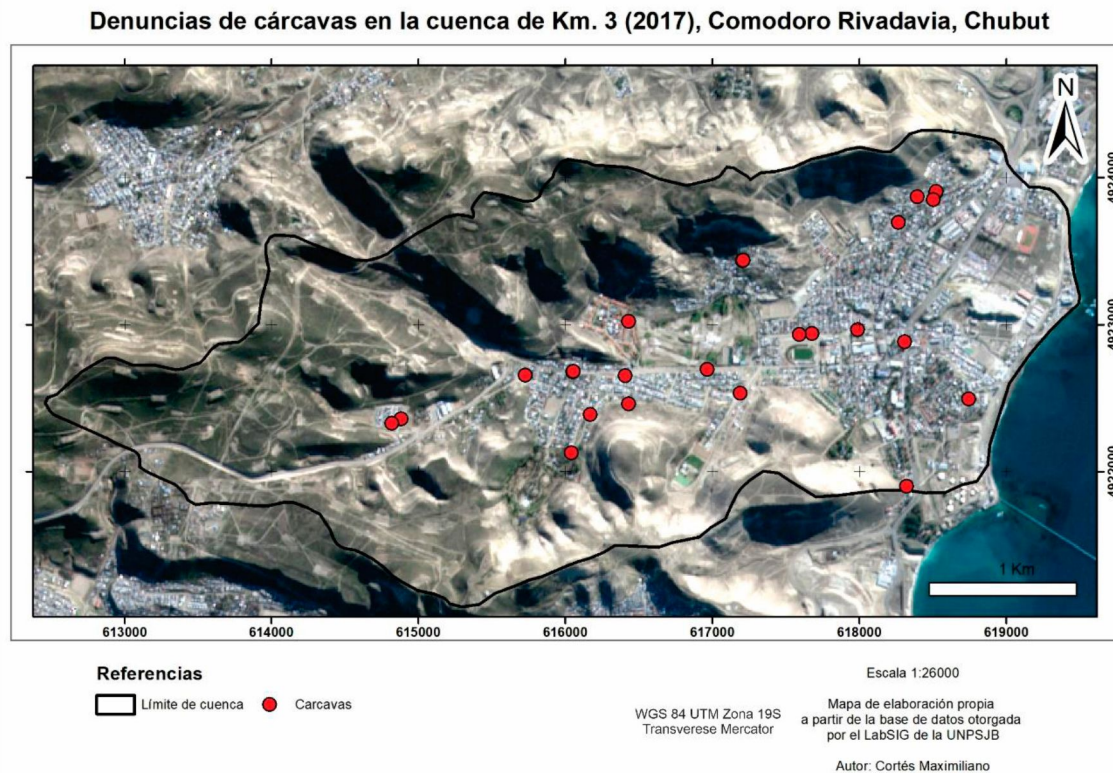 Denuncias de cárcavas en la cuenca de Km. 3 (2017), Comodoro Rivadavia, Chubut
N
4924000
4923000
4922000
1 Km
613000 614000 615000 616000 617000 618000 619000
Referencias
Límite de cuenca Carcavas
Escala 1:26000
WGS 84 UTM Zona 19S
Transverese Mercator
Mapa de elaboración propia
a partir de la base de datos otorgada
por el LabSIG de la UNPSJB
Autor: Cortés Maximiliano